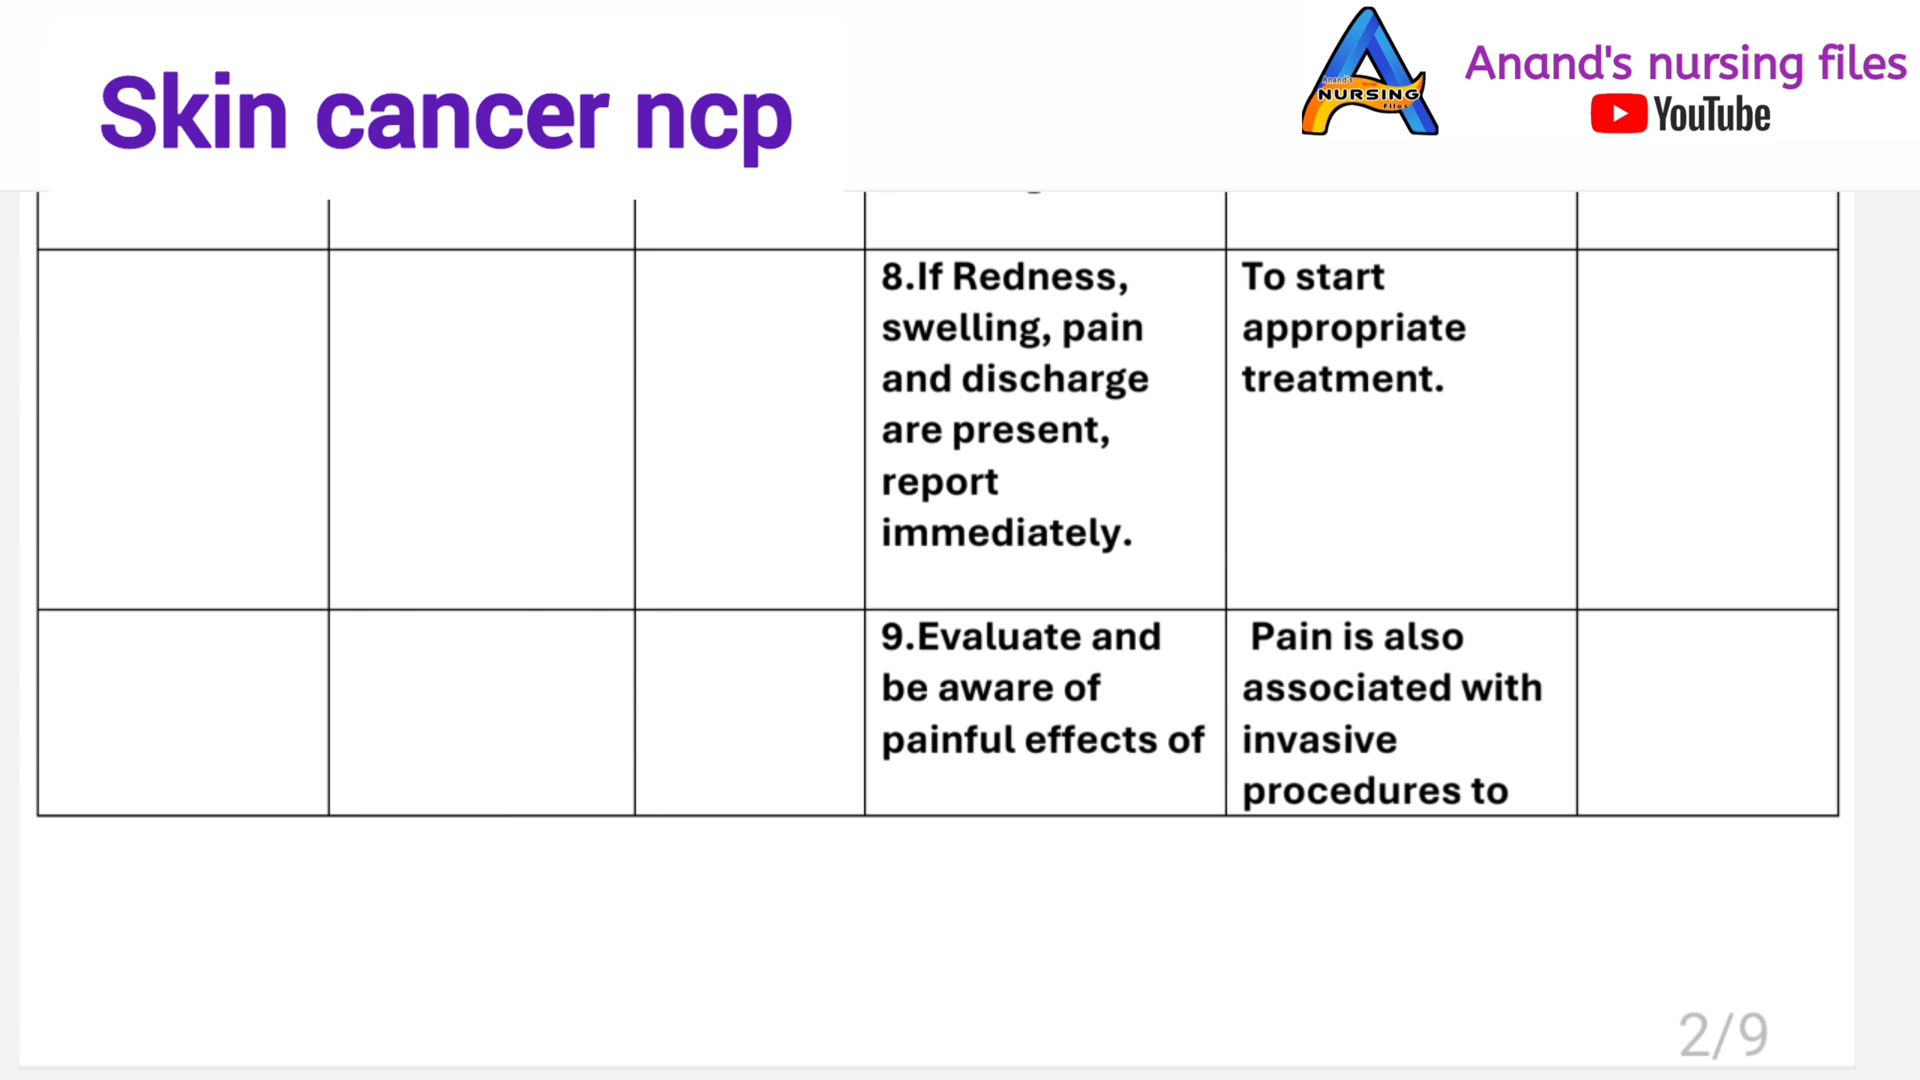 Skin cancer ncp
Anand's
NURSING
Files
Anand's nursing files
YouTube
8.If Redness,
swelling, pain
and discharge
are present,
report
immediately.
To start
appropriate
treatment.
9.Evaluate and
be aware of
painful effects of
Pain is also
associated with
invasive
procedures to
2/9